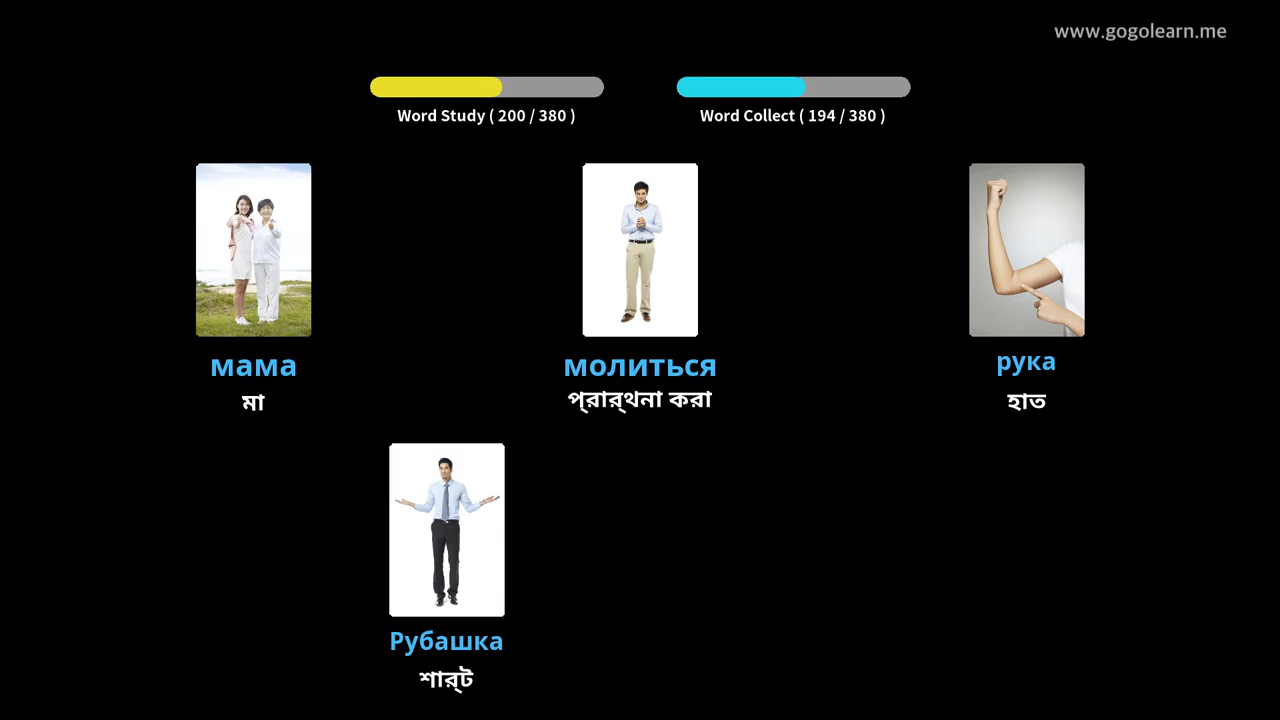 www.gogolearn.me
Word Study ( 200 / 380 )
Word Collect ( 194 / 380 )
мама
молиться
рука
মা
প্রার্থনা করা
হাত
Рубашка
শার্ট